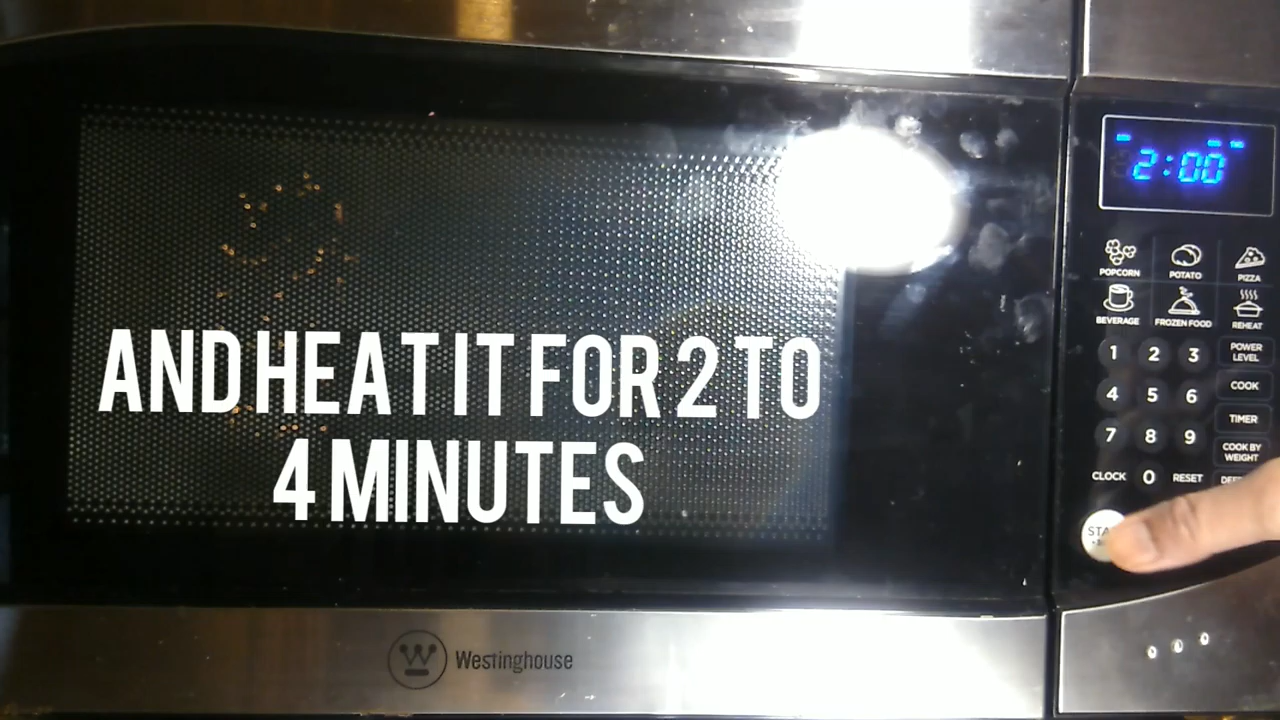 AND HEAT IT FOR 2 TO
4 MINUTES
2:00
POPCORN POTATO PIZZA
BEVERAGE FROZEN FOOD REHEAT
1 2 3 POWER LEVEL
4 5 6 COOK
7 8 9 TIMER
COOK BY WEIGHT
CLOCK 0 RESET
Westinghouse